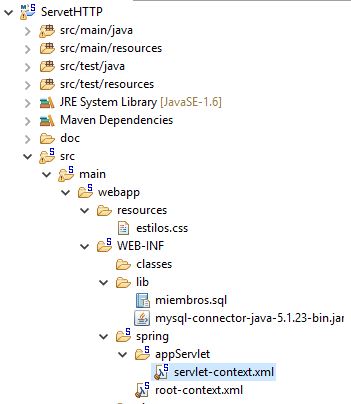 ServetHTTP
src/main/java
src/main/resources
src/test/java
src/test/resources
JRE System Library [JavaSE-1.6]
Maven Dependencies
doc
src
main
webapp
resources
estilos.css
WEB-INF
classes
lib
miembros.sql
mysql-connector-java-5.1.23-bin.jar
spring
appServlet
servlet-context.xml
root-context.xml